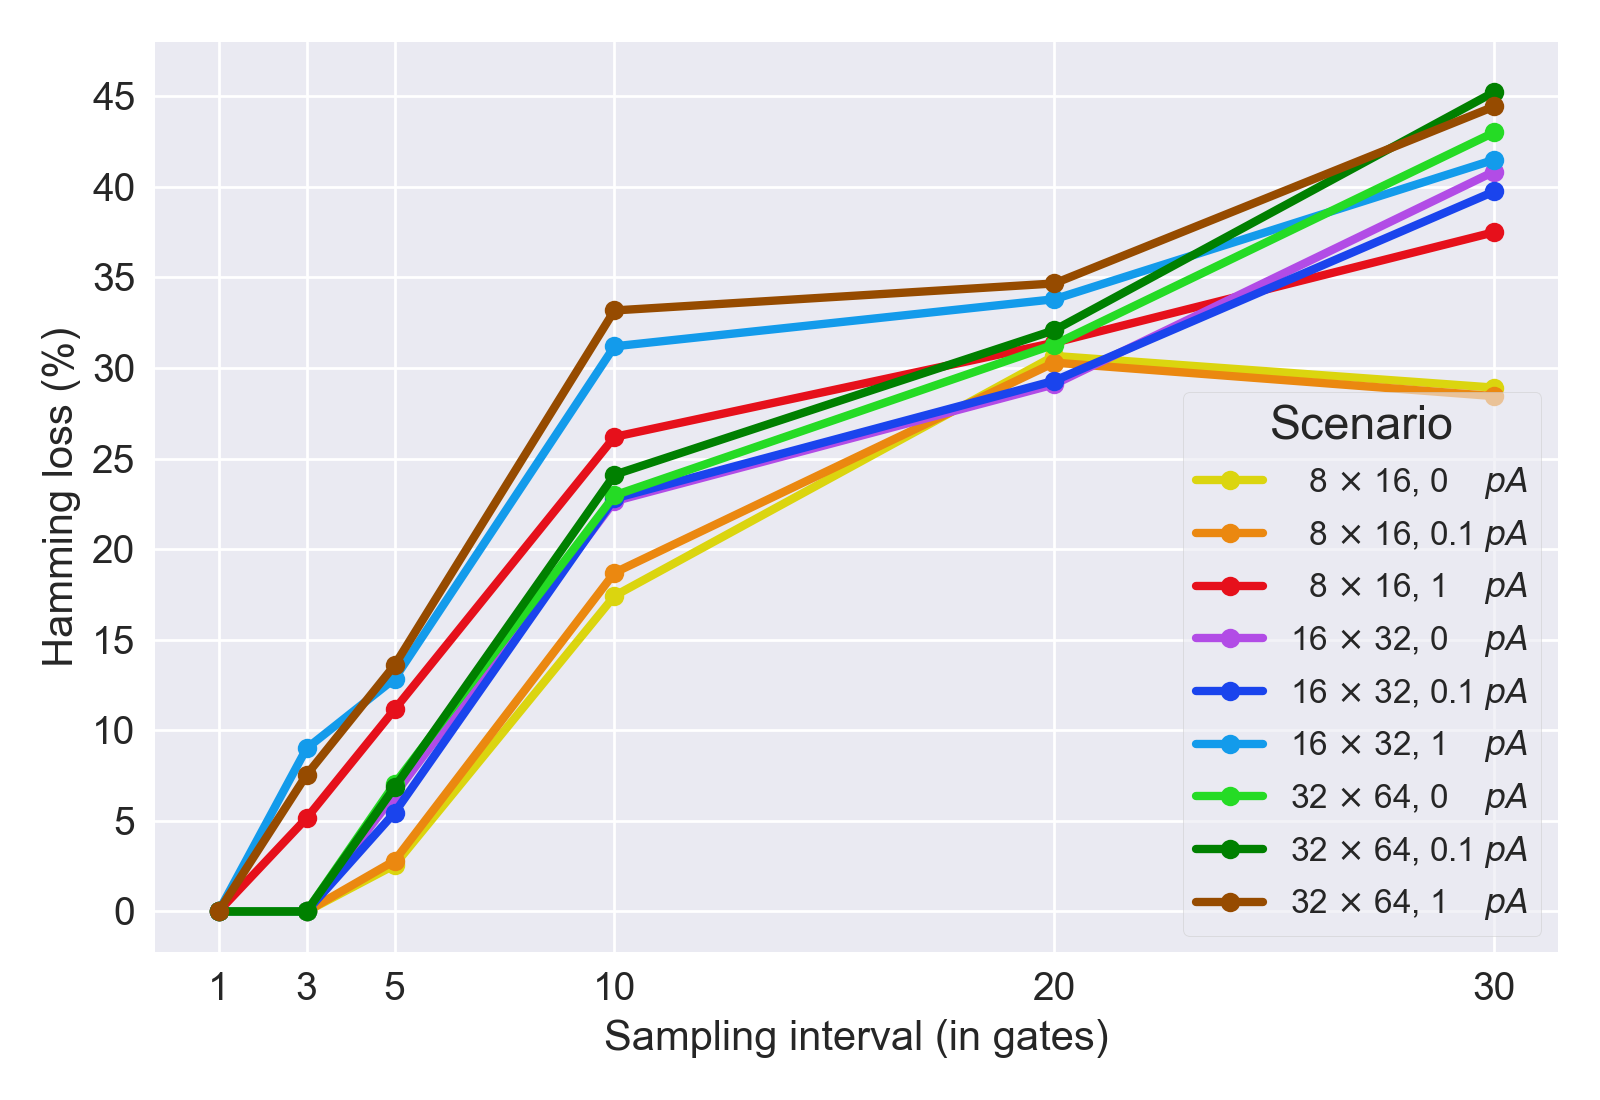 45
40
35
30
25
20
15
10
5
0
Hamming loss (%)
1 3 5 10 20 30
Sampling interval (in gates)
Scenario
8 × 16, 0 pA
8 × 16, 0.1 pA
8 × 16, 1 pA
16 × 32, 0 pA
16 × 32, 0.1 pA
16 × 32, 1 pA
32 × 64, 0 pA
32 × 64, 0.1 pA
32 × 64, 1 pA